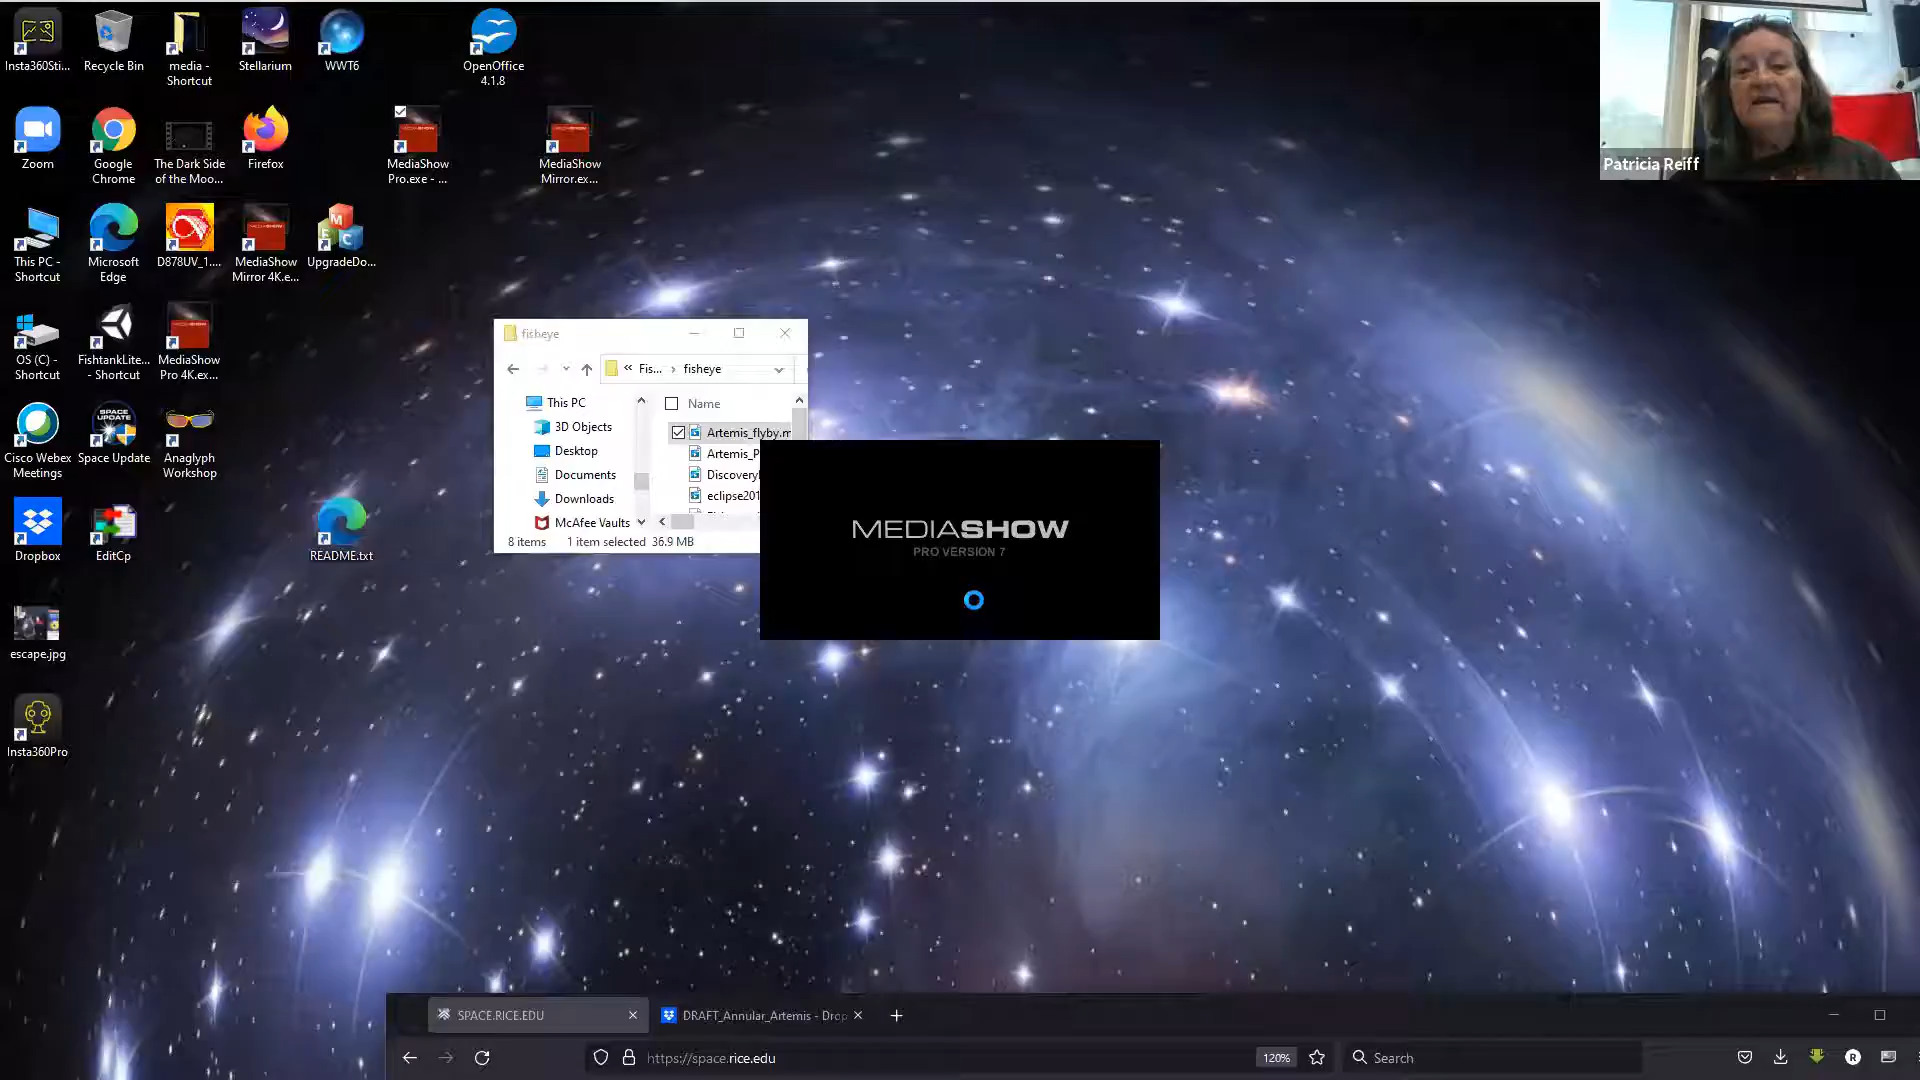 Insta360Sti...
Recycle Bin
media -
Shortcut
Stellarium
WWT6
OpenOffice
4.1.8
Zoom
Google
Chrome
The Dark Side
of the Moo...
Firefox
MediaShow
Pro.exe - ...
MediaShow
Mirror.ex...
Patricia Reiff
This PC -
Shortcut
Microsoft
Edge
D878UV_1....
MediaShow
Mirror 4K.e...
UpgradeDo...
OS (C) -
Shortcut
FishtankLite...
- Shortcut
MediaShow
Pro 4K.ex...
Cisco Webex
Meetings
SPACE
UPDATE
Space Update
Anaglyph
Workshop
Dropbox
EditCp
README.txt
escape.jpg
Insta360Pro
fisheye
« Fis... › fisheye
This PC
3D Objects
Desktop
Documents
Downloads
McAfee Vaults
Name
Artemis_flyby.m
Artemis_P
Discovery
eclipse201
8 items 1 item selected 36.9 MB
MEDIASHOW
PRO VERSION 7
SPACE.RICE.EDU
DRAFT_Annular_Artemis - Drop
https://space.rice.edu
120%
Search